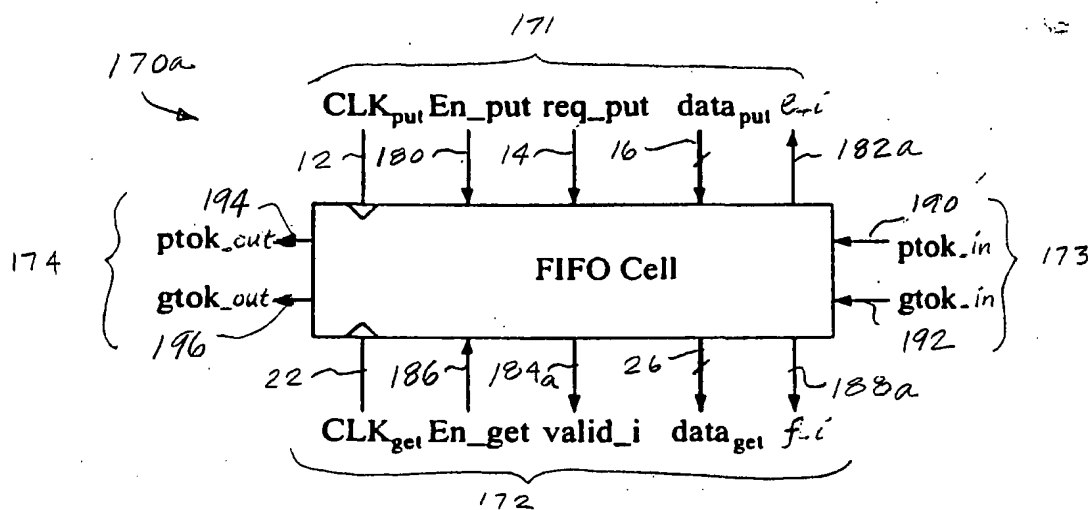 171
170a
CLKput En_put req_put dataput e_i
12 180 14 16 182a
194 190
174 ptok_out ptok_in 173
FIFO Cell
gtok_out gtok_in
196 192
22 186 184a 26 188a
CLKget En_get valid_i dataget f_i
172